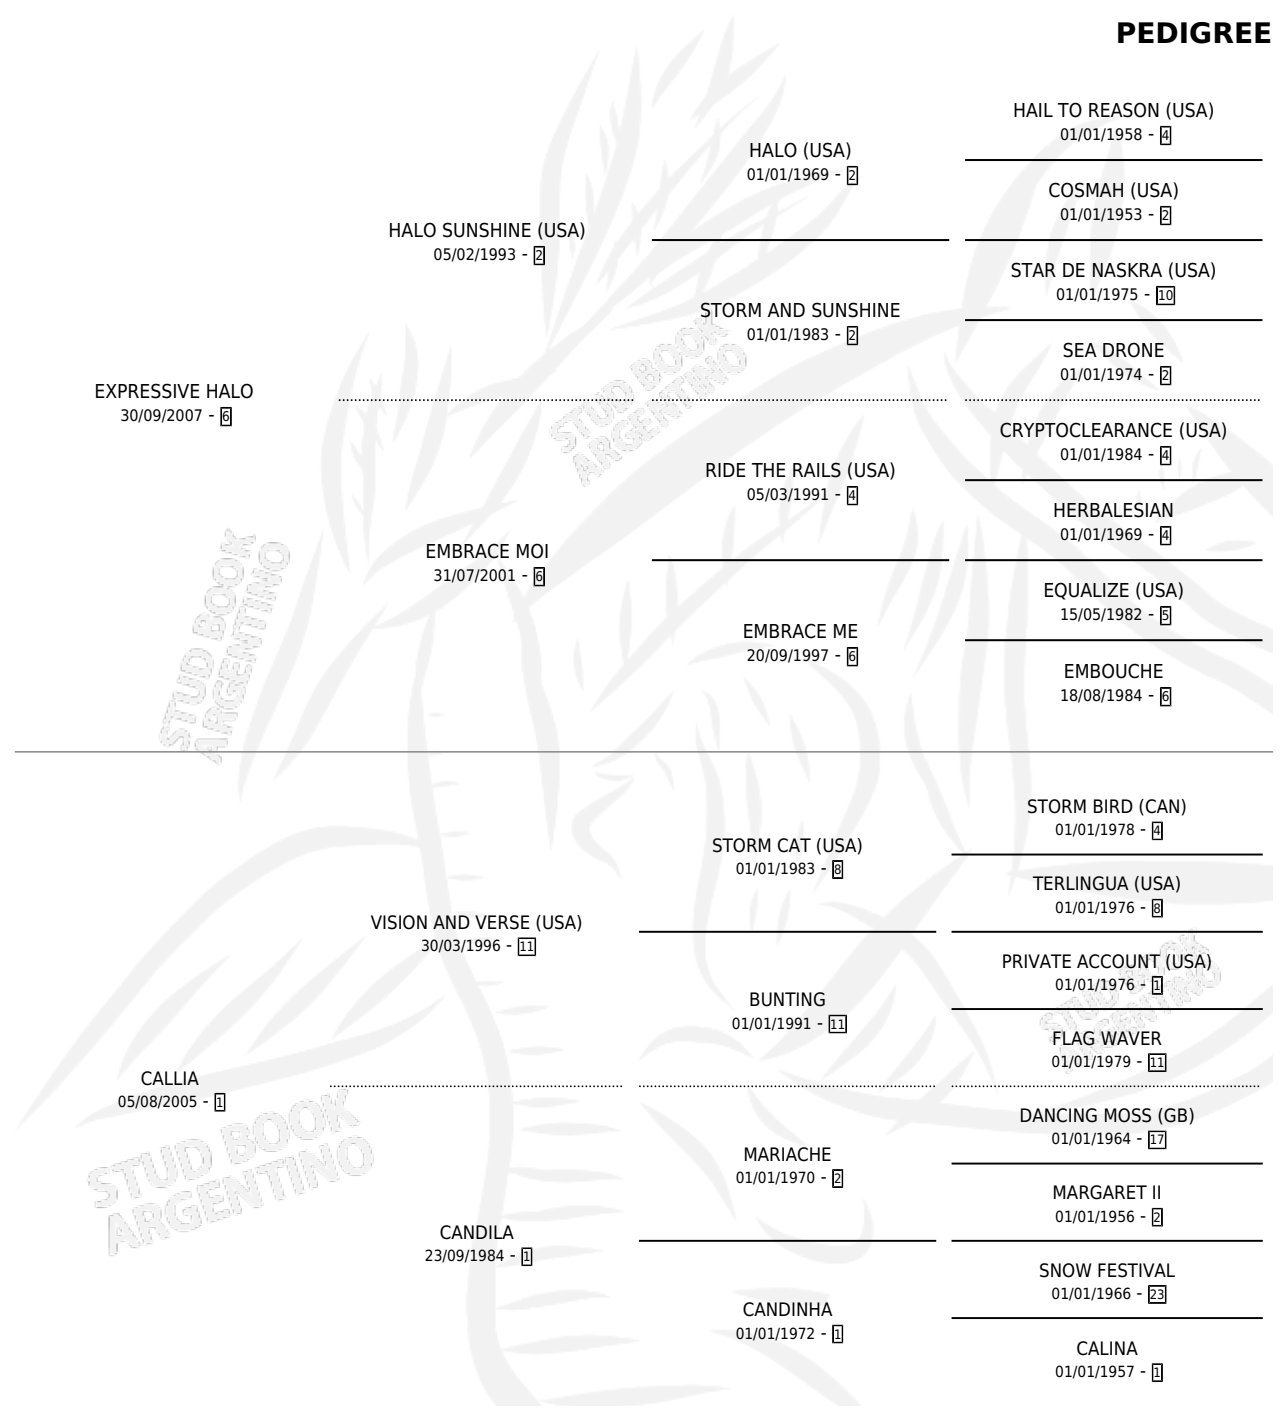 PEDIGREE
HAIL TO REASON (USA)
01/01/1958 - 4
HALO (USA)
01/01/1969 - 2
COSMAH (USA)
01/01/1953 - 2
HALO SUNSHINE (USA)
05/02/1993 - 2
STAR DE NASKRA (USA)
01/01/1975 - 10
STORM AND SUNSHINE
01/01/1983 - 2
SEA DRONE
01/01/1974 - 2
EXPRESSIVE HALO
30/09/2007 - 6
CRYPTOCLEARANCE (USA)
01/01/1984 - 4
RIDE THE RAILS (USA)
05/03/1991 - 4
HERBALESIAN
01/01/1969 - 4
EMBRACE MOI
31/07/2001 - 6
EQUALIZE (USA)
15/05/1982 - 5
EMBRACE ME
20/09/1997 - 6
EMBOUCHE
18/08/1984 - 6
STORM BIRD (CAN)
01/01/1978 - 4
STORM CAT (USA)
01/01/1983 - 8
TERLINGUA (USA)
01/01/1976 - 8
VISION AND VERSE (USA)
30/03/1996 - 11
PRIVATE ACCOUNT (USA)
01/01/1976 - 1
BUNTING
01/01/1991 - 11
FLAG WAVER
01/01/1979 - 11
CALLIA
05/08/2005 - 1
DANCING MOSS (GB)
01/01/1964 - 17
MARIACHE
01/01/1970 - 2
MARGARET II
01/01/1956 - 2
CANDILA
23/09/1984 - 1
SNOW FESTIVAL
01/01/1966 - 23
CANDINHA
01/01/1972 - 1
CALINA
01/01/1957 - 1
STUD BOOK
ARGENTINO
STUD BOOK
ARGENTINO
STUD BOOK
ARGENTINO
STUD BOOK
ARGENTINO